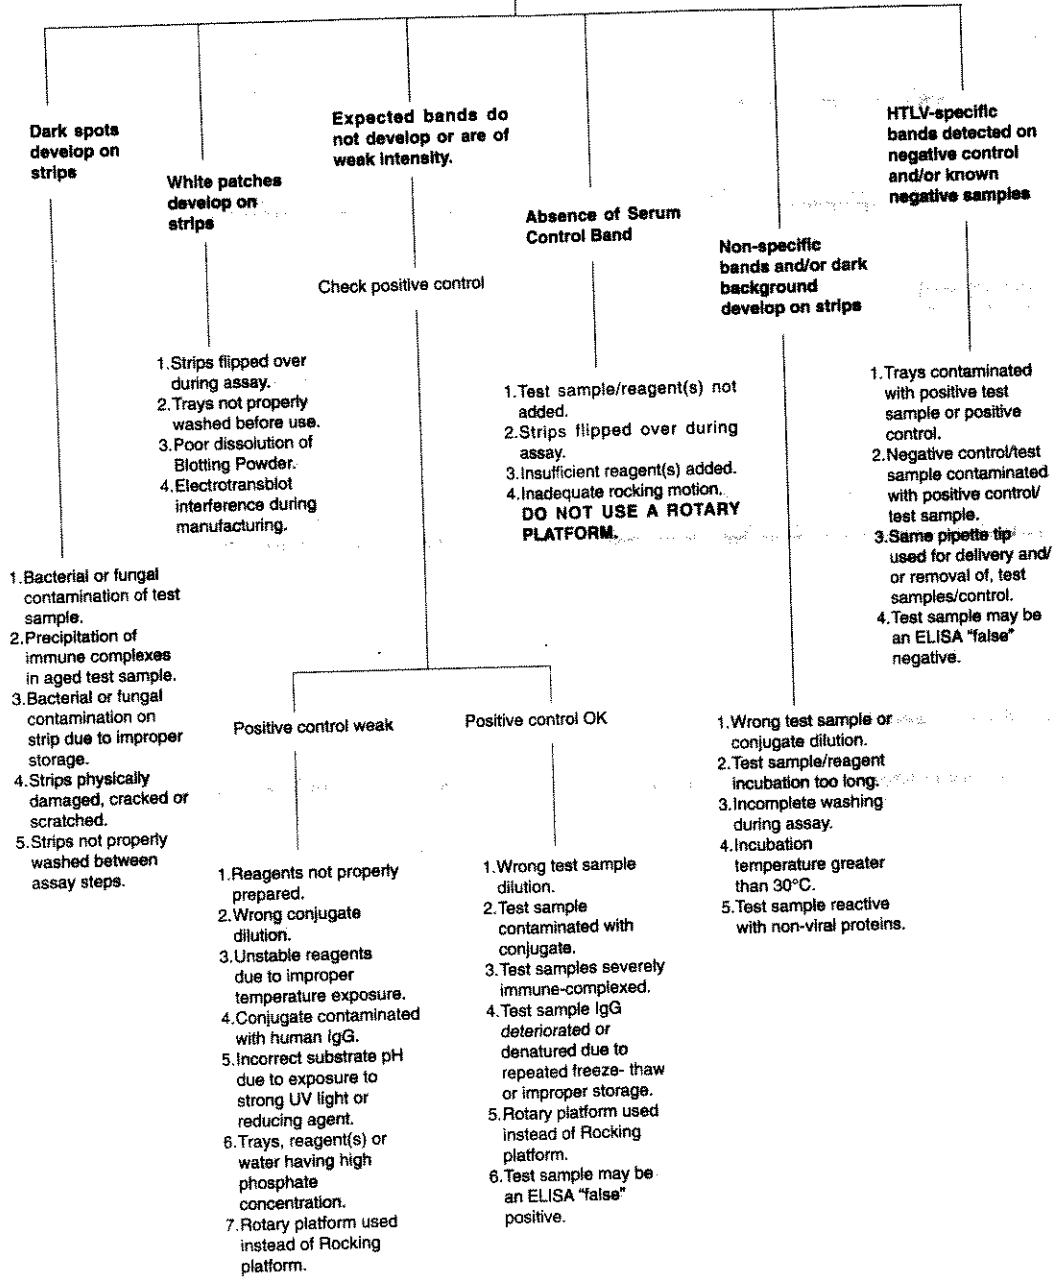 Dark spots
develop on
strips
1.Bacterial or fungal
contamination of test
sample.
2.Precipitation of
immune complexes
in aged test sample.
3.Bacterial or fungal
contamination on
strip due to improper
storage.
4.Strips physically
damaged, cracked or
scratched.
5.Strips not properly
washed between
assay steps.
White patches
develop on
strips
1.Strips flipped over
during assay.
2.Trays not properly
washed before use.
3.Poor dissolution of
Blotting Powder.
4.Electrotransblot
interference during
manufacturing.
Expected bands do
not develop or are of
weak intensity.
Check positive control
Positive control weak
1.Reagents not properly
prepared.
2.Wrong conjugate
dilution.
3.Unstable reagents
due to improper
temperature exposure.
4.Conjugate contaminated
with human IgG.
5.Incorrect substrate pH
due to exposure to
strong UV light or
reducing agent.
6.Trays, reagent(s) or
water having high
phosphate
concentration.
7.Rotary platform used
instead of Rocking
platform.
Positive control OK
1.Wrong test sample
dilution.
2.Test sample
contaminated with
conjugate.
3.Test samples severely
immune-complexed.
4.Test sample IgG
deteriorated or
denatured due to
repeated freeze- thaw
or improper storage.
5.Rotary platform used
instead of Rocking
platform.
6.Test sample may be
an ELISA "false"
positive.
Absence of Serum
Control Band
1.Test sample/reagent(s) not
added.
2.Strips flipped over during
assay.
3.Insufficient reagent(s) added.
4.Inadequate rocking motion.
DO NOT USE A ROTARY
PLATFORM.
Non-specific
bands and/or dark
background
develop on strips
1.Wrong test sample or
conjugate dilution.
2.Test sample/reagent
incubation too long.
3.Incomplete washing
during assay.
4.Incubation
temperature greater
than 30°C.
5.Test sample reactive
with non-viral proteins.
HTLV-specific
bands detected on
negative control
and/or known
negative samples
1.Trays contaminated
with positive test
sample or positive
control.
2.Negative control/test
sample contaminated
with positive control/
test sample.
3.Same pipette tip
used for delivery and/
or removal of, test
samples/control.
4.Test sample may be
an ELISA "false"
negative.